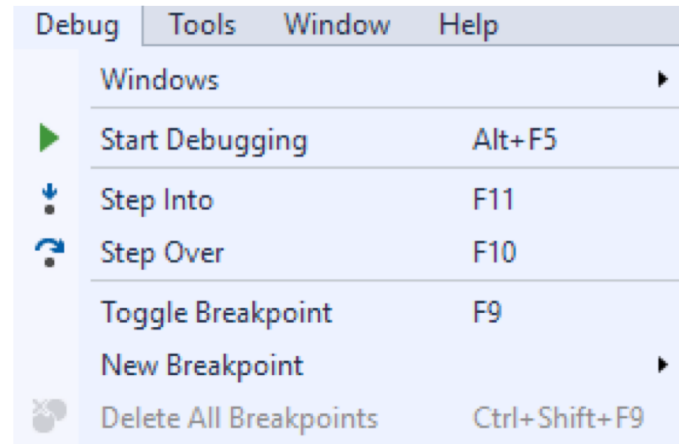 Debug Tools Window Help
Windows
Start Debugging Alt+F5
Step Into F11
Step Over F10
Toggle Breakpoint F9
New Breakpoint
Delete All Breakpoints Ctrl+Shift+F9